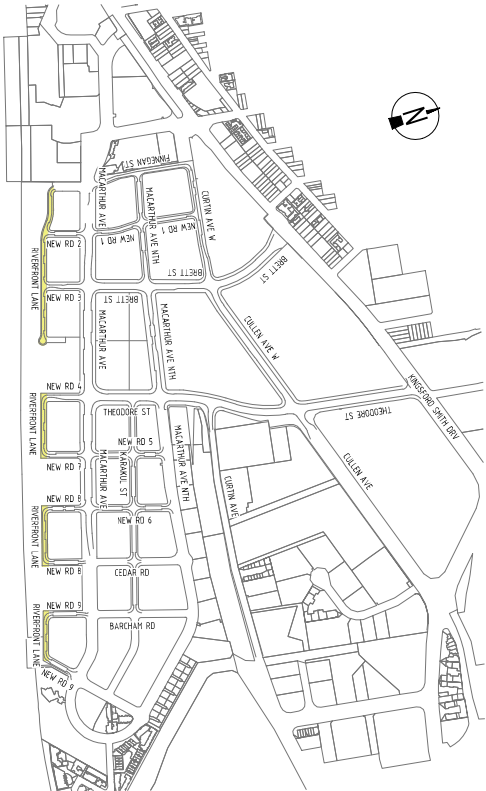 N
FINNEGAN ST
MACARTHUR AVE
MACARTHUR AVE NTH
CURTIN AVE W
NEW RD 1
NEW RD 1
NEW RD 2
BRETT ST
BRETT ST
RIVERFRONT LANE
NEW RD 3
BRETT ST
MACARTHUR AVE
MACARTHUR AVE NTH
CULLEN AVE W
KINGSFORD SMITH DRV
NEW RD 4
RIVERFRONT LANE
THEODORE ST
THEODORE ST
NEW RD 5
MACARTHUR AVE NTH
NEW RD 7
MACARTHUR AVE
KARAKUL ST
CURTIN AVE
CULLEN AVE
NEW RD 8
RIVERFRONT LANE
NEW RD 6
NEW RD 8
CEDAR RD
NEW RD 9
RIVERFRONT LANE
BARCHAM RD
NEW RD 9